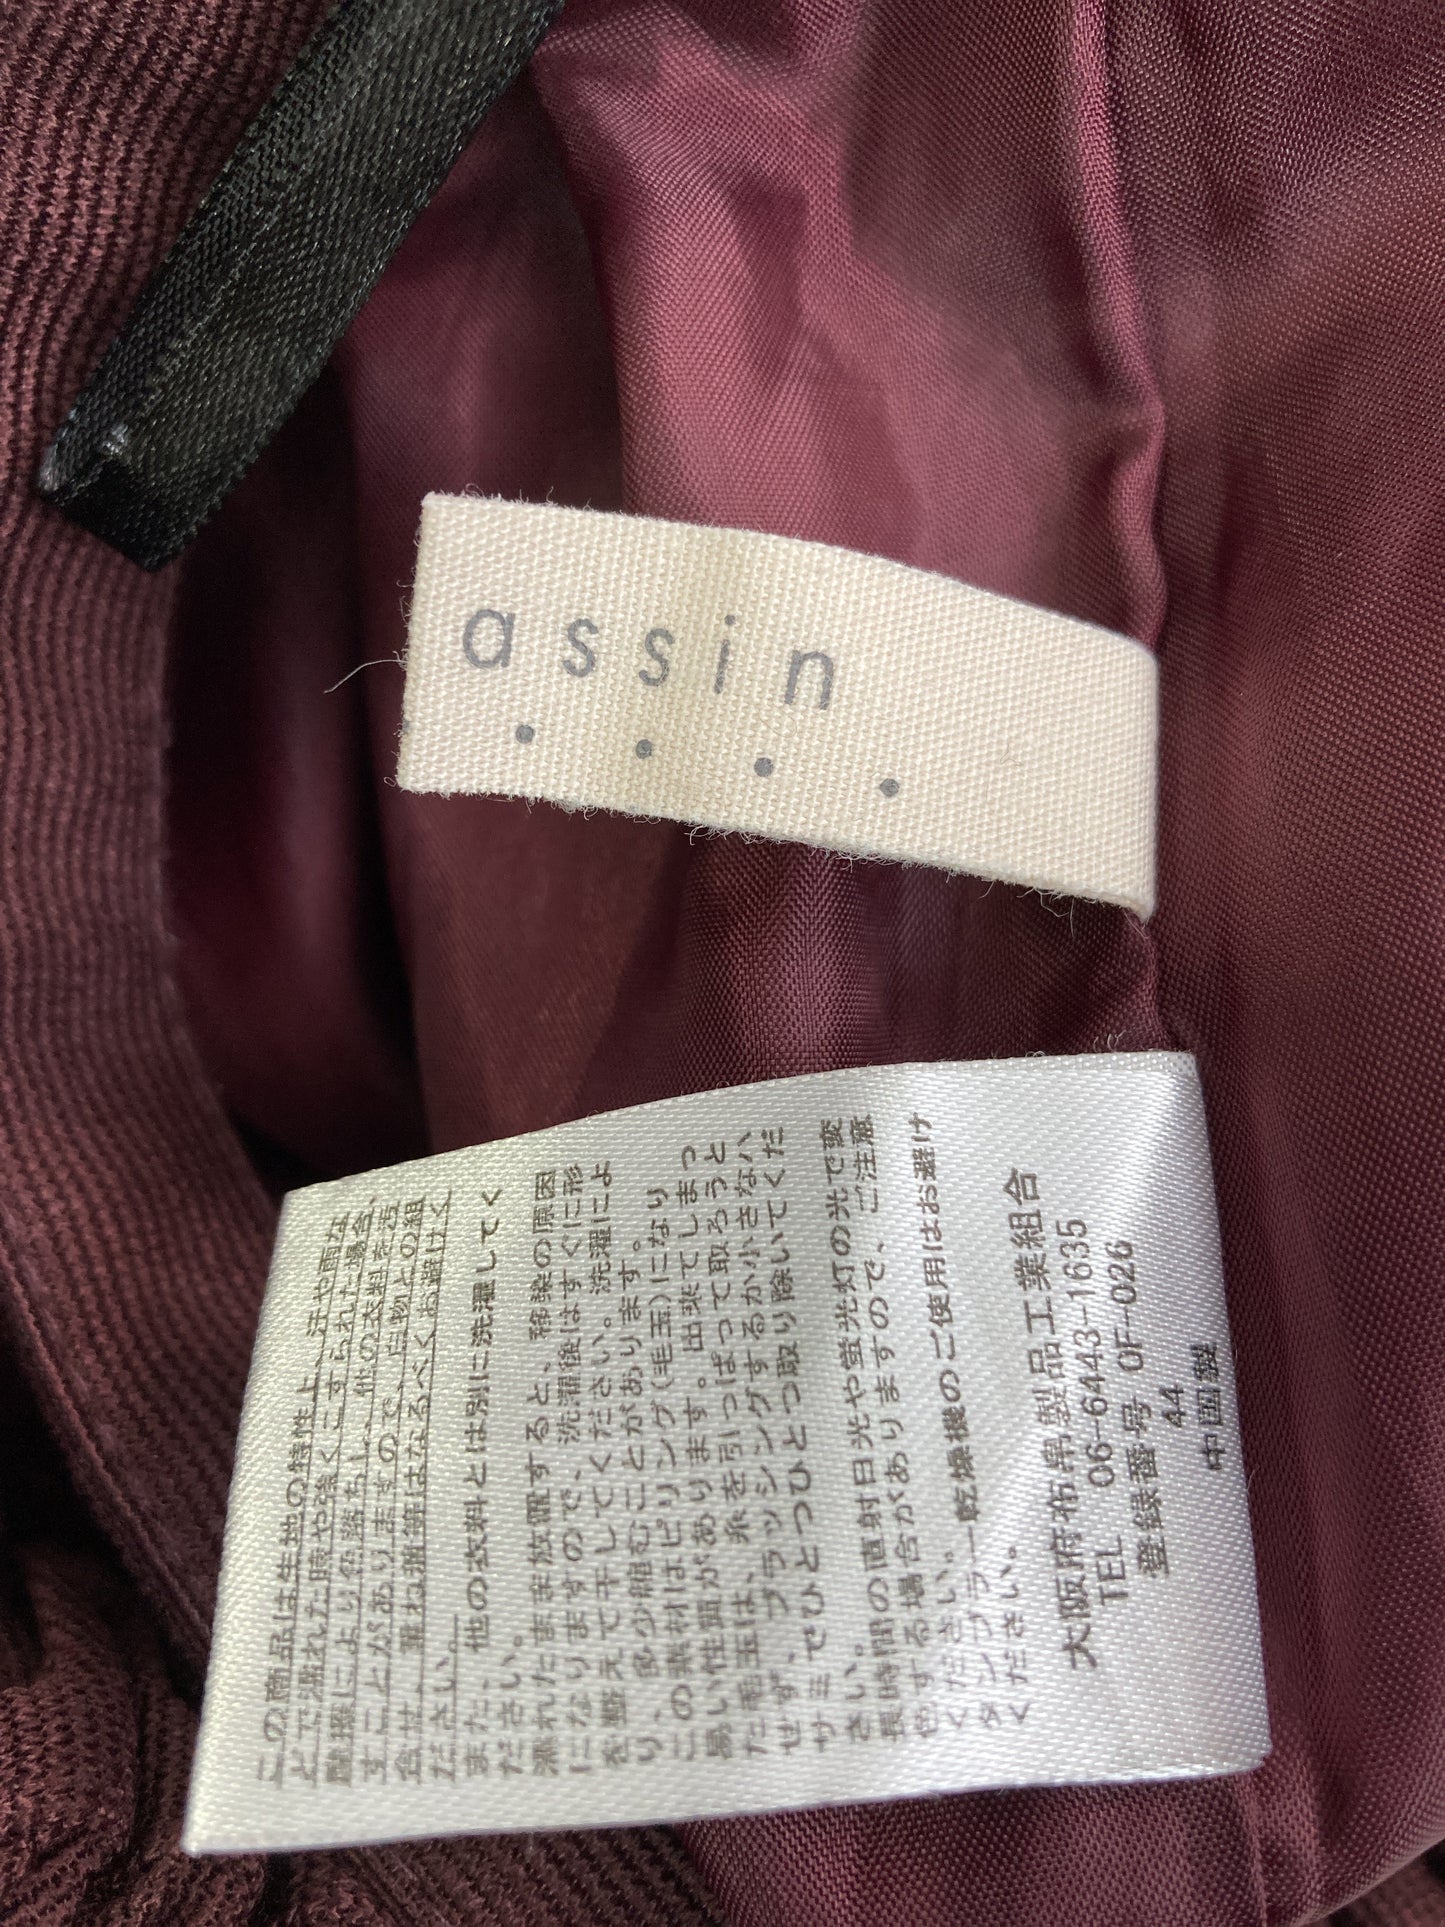 assin
この商品は生地の特性上、汗や雨な
どで濡れた時や強くこすられた場合、
摩擦により色落ちし、他の衣料を汚
すことがありますので、白物との組
合せ、重ね着等はなるべくお避けく
ださい。
また、他の衣料とは別に洗濯してく
ださい。
濡れたまま放置すると、移染の原因
になりますので、洗濯後はすぐに形
を整えて干してください。洗濯によ
り、多少縮むことがあります。
この素材はピリング(毛玉)になり
易い性質があります。出来てしまっ
た毛玉は、糸を引っぱって取ろうと
せず、ブラッシングするか小さなハ
サミでひとつひとつ取り除いてくだ
さい。
長時間の直射日光や蛍光灯の光で変
色する場合がありますので、ご注意
ください。
タンブラー乾燥機のご使用はお避け
ください。
大阪府布帛製品工業組合
TEL 06-6443-1635
登録番号 OF-026
44
中国製